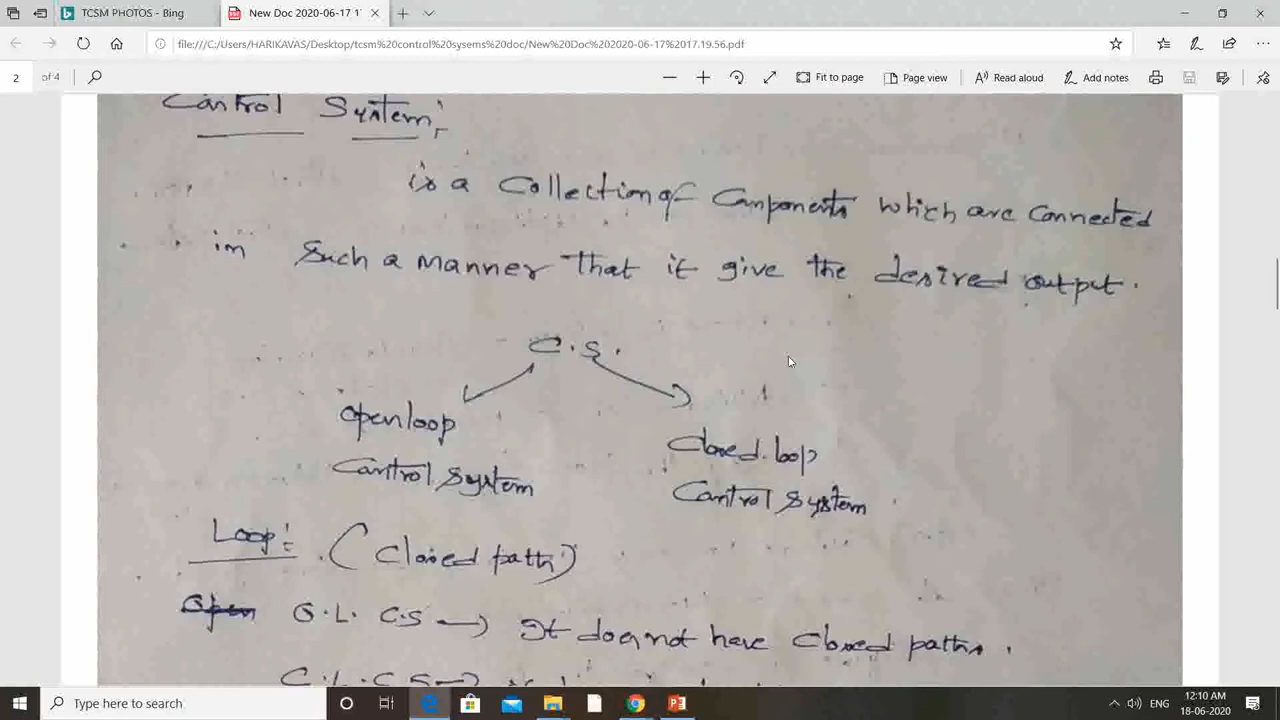 TCSM PHOTOS - Bing
New Doc 2020-06-17 1
file:///C:/Users/HARIKAVAS/Desktop/tcsm%20control%20sysems%20doc/New%20Doc%202020-06-17%2017.19.56.pdf
2 of 4
Fit to page
Page view
Read aloud
Add notes
Control System;
is a Collection of Components which are Connected
in Such a manner that it give the desired output.
C.S.
open loop
Control System
Closed loop
Control System
Loop: (Closed path)
Open O.L. C.S → It does not have Closed paths.
C.L.C.S →
Type here to search
ENG
12:10 AM
18-06-2020